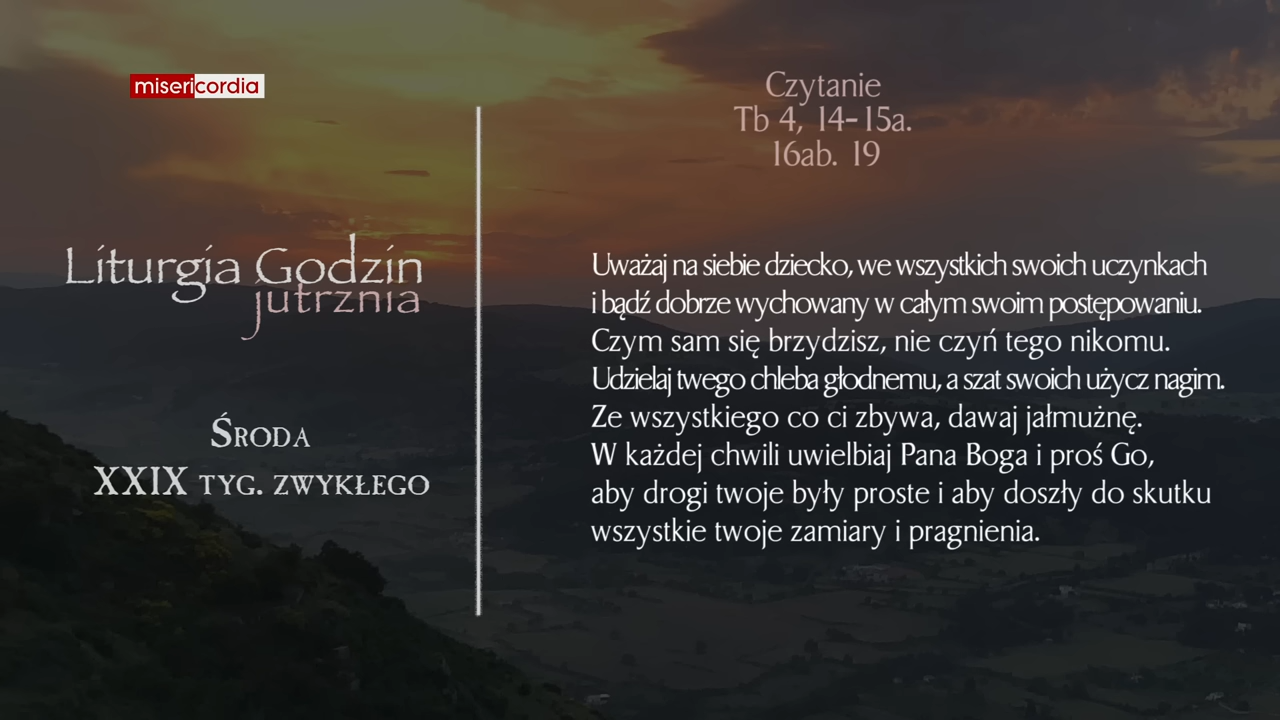 misericordia
Liturgia Godzin
jutrznia
Środa
XXIX tyg. zwykłego
Czytanie
Tb 4, 14-15a.
16ab. 19
Uważaj na siebie dziecko, we wszystkich swoich uczynkach
i bądź dobrze wychowany w całym swoim postępowaniu.
Czym sam się brzydzisz, nie czyń tego nikomu.
Udzielaj twego chleba głodnemu, a szat swoich użycz nagim.
Ze wszystkiego co ci zbywa, dawaj jałmużnę.
W każdej chwili uwielbiaj Pana Boga i proś Go,
aby drogi twoje były proste i aby doszły do skutku
wszystkie twoje zamiary i pragnienia.